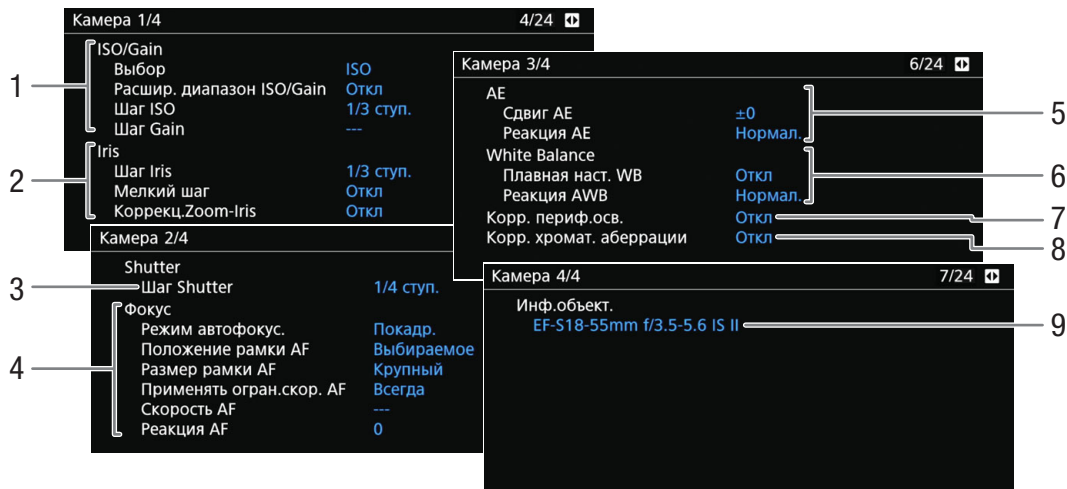 Камера 1/4 4/24
ISO/Gain
Выбор ISO
Расшир. диапазон ISO/Gain Откл
Шаг ISO 1/3 ступ.
Шаг Gain ---
1
Iris
Шаг Iris 1/3 ступ.
Мелкий шаг Откл
Коррекц.Zoom-Iris Откл
2
Камера 2/4
Shutter
Шаг Shutter 1/4 ступ.
3
Фокус
Режим автофокус. Покадр.
Положение рамки AF Выбираемое
Размер рамки AF Крупный
Применять огран.скор. AF Всегда
Скорость AF ---
Реакция AF 0
4
Камера 3/4 6/24
AE
Сдвиг AE ±0
Реакция AE Нормал.
5
White Balance
Плавная наст. WB Откл
Реакция AWB Нормал.
6
Корр. периф.осв. Откл
7
Корр. хромат. аберрации Откл
8
Камера 4/4 7/24
Инф.объект.
EF-S18-55mm f/3.5-5.6 IS II
9